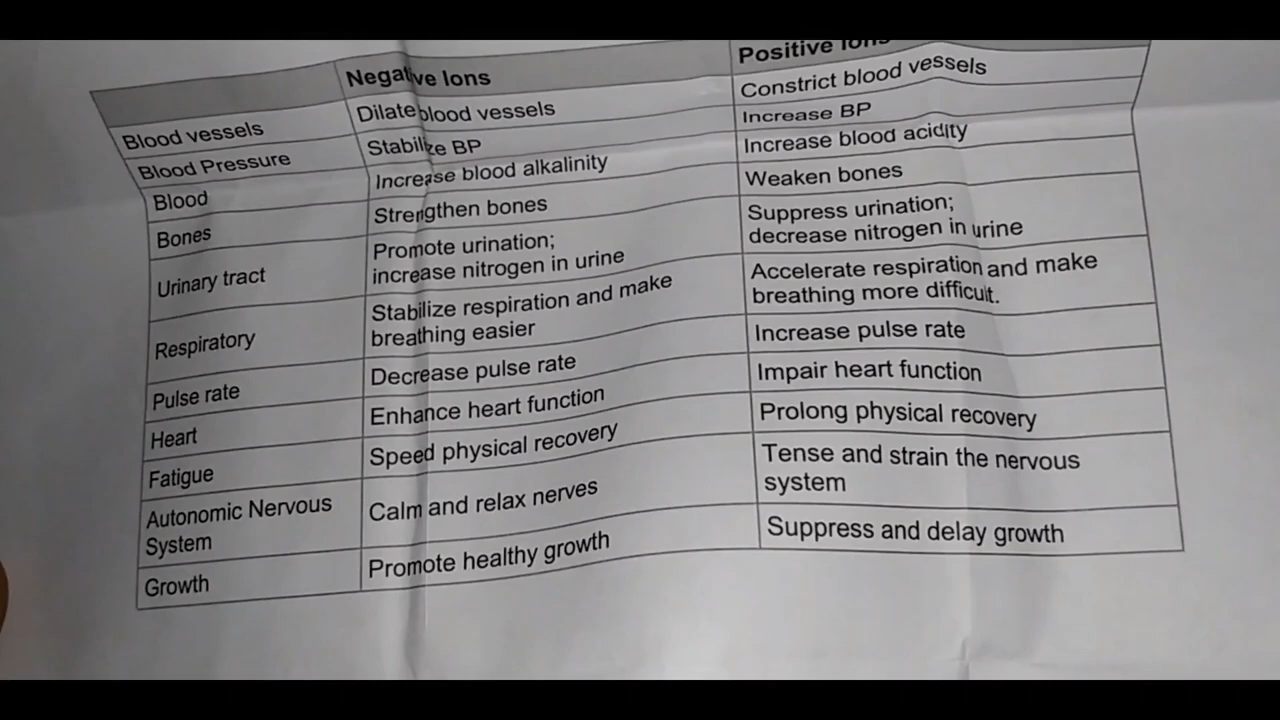 Negative Ions Positive Ions
Blood vessels Dilate blood vessels Constrict blood vessels
Blood Pressure Stabilize BP Increase BP
Blood Increase blood alkalinity Increase blood acidity
Bones Strengthen bones Weaken bones
Urinary tract Promote urination; Suppress urination;
increase nitrogen in urine decrease nitrogen in urine
Respiratory Stabilize respiration and make Accelerate respiration and make
breathing easier breathing more difficult.
Pulse rate Decrease pulse rate Increase pulse rate
Heart Enhance heart function Impair heart function
Fatigue Speed physical recovery Prolong physical recovery
Autonomic Nervous Calm and relax nerves Tense and strain the nervous
System system
Growth Promote healthy growth Suppress and delay growth